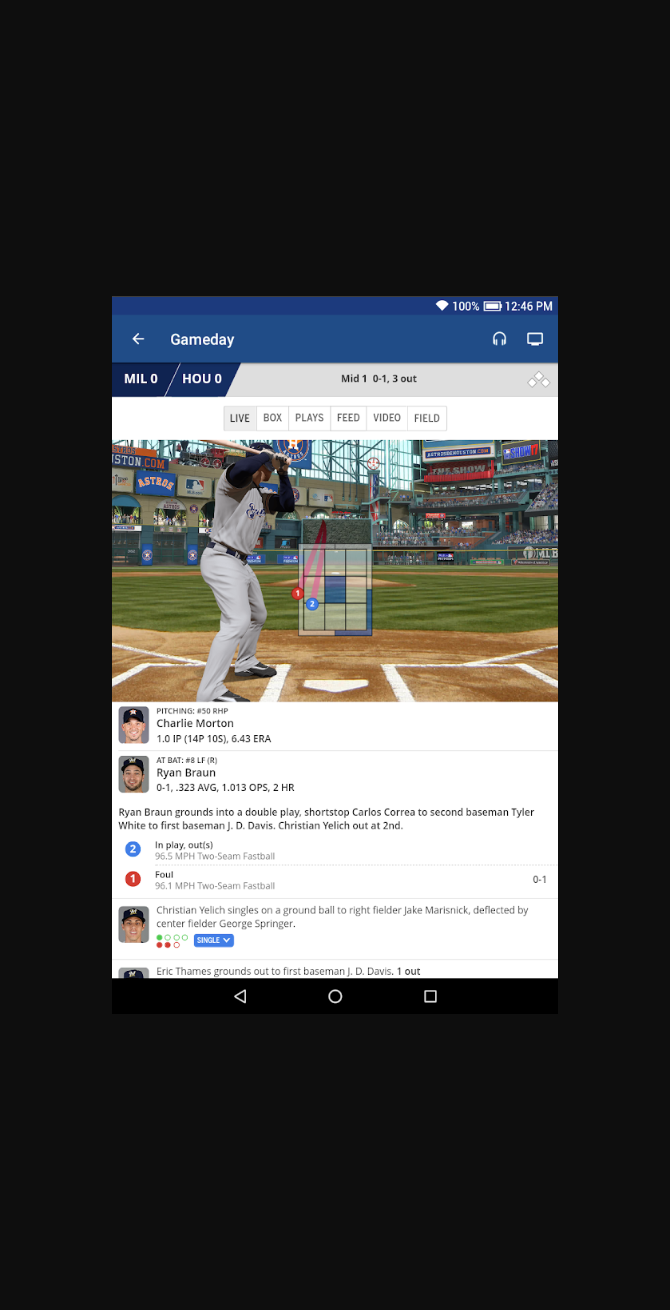 100% 12:46 PM
Gameday
MIL 0 HOU 0 Mid 1 0-1, 3 out
LIVE BOX PLAYS FEED VIDEO FIELD
ASTROS
THE SHOW
MLB
1
2
PITCHING: #50 RHP
Charlie Morton
1.0 IP (14P 10S), 6.43 ERA
AT BAT: #8 LF (R)
Ryan Braun
0-1, .323 AVG, 1.013 OPS, 2 HR
Ryan Braun grounds into a double play, shortstop Carlos Correa to second baseman Tyler
White to first baseman J. D. Davis. Christian Yelich out at 2nd.
2 In play, out(s)
96.5 MPH Two-Seam Fastball
1 Foul 0-1
96.1 MPH Two-Seam Fastball
Christian Yelich singles on a ground ball to right fielder Jake Marisnick, deflected by
center fielder George Springer.
SINGLE
Eric Thames grounds out to first baseman J. D. Davis. 1 out